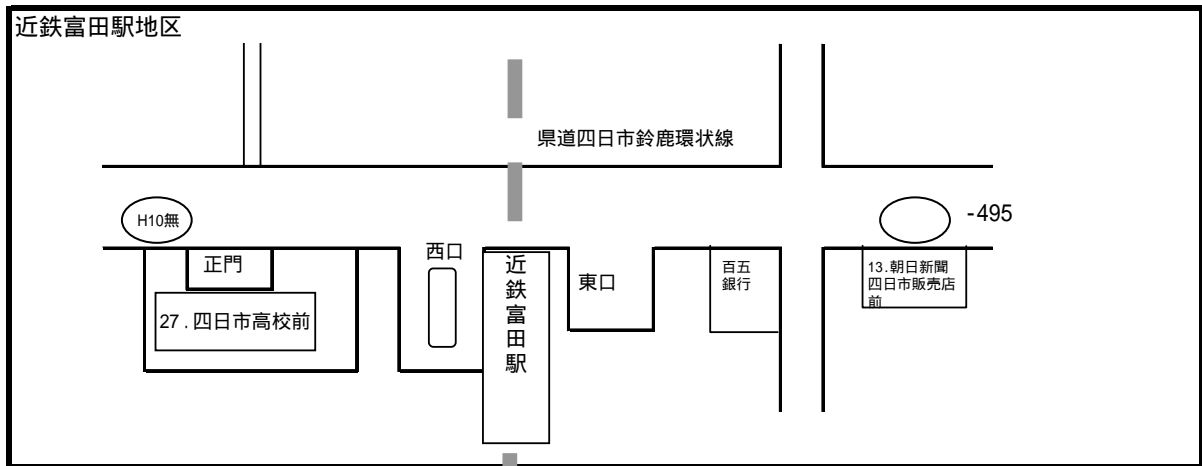 近鉄富田駅地区
県道四日市鈴鹿環状線
H10無
-495
西口
正門
近鉄富田駅
東口
百五
銀行
13.朝日新聞
四日市販売店
前
27.四日市高校前